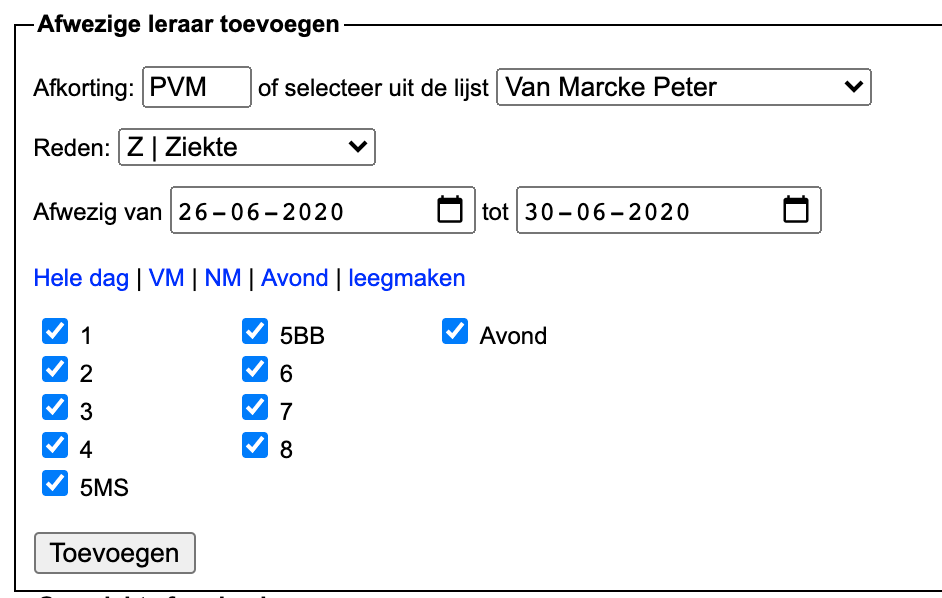 Afwezige leraar toevoegen
Afkorting: PVM of selecteer uit de lijst Van Marcke Peter
Reden: Z | Ziekte
Afwezig van 26-06-2020 tot 30-06-2020
Hele dag | VM | NM | Avond | leegmaken
1 5BB Avond
2 6
3 7
4 8
5MS
Toevoegen